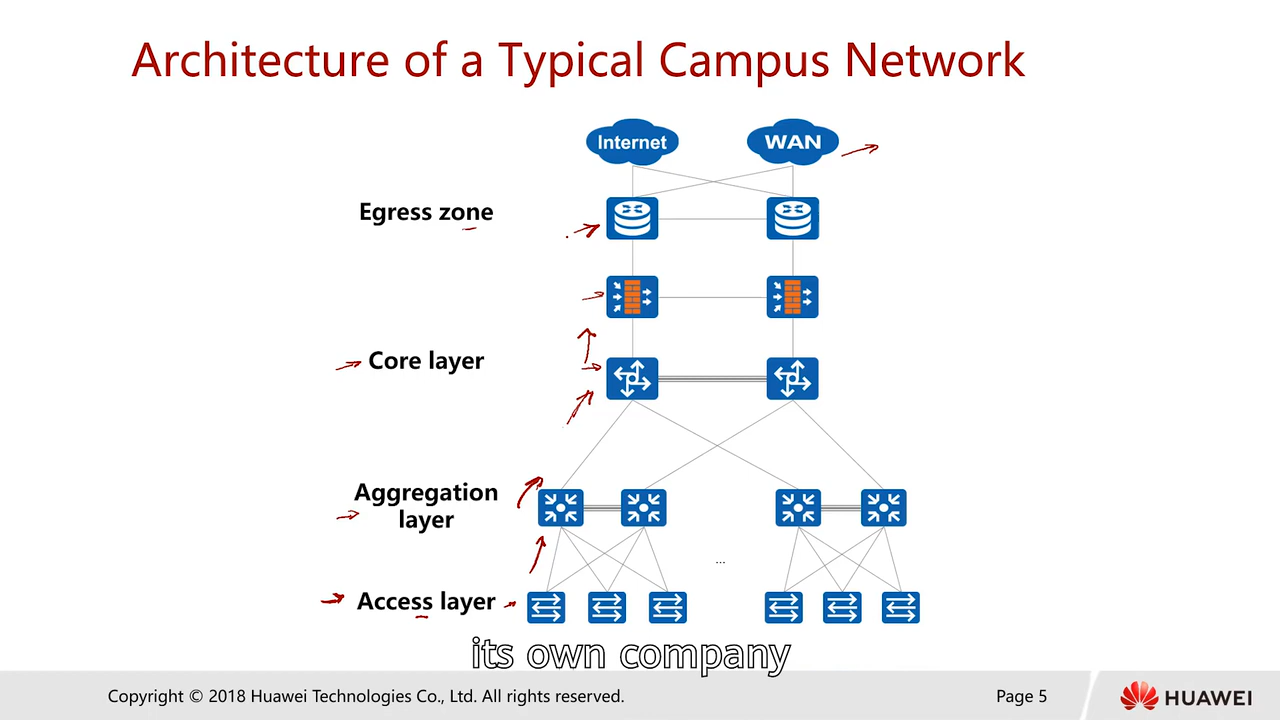 Architecture of a Typical Campus Network
Internet
WAN
Egress zone
Core layer
Aggregation
layer
...
Access layer
its own company
Copyright © 2018 Huawei Technologies Co., Ltd. All rights reserved.
Page 5
HUAWEI